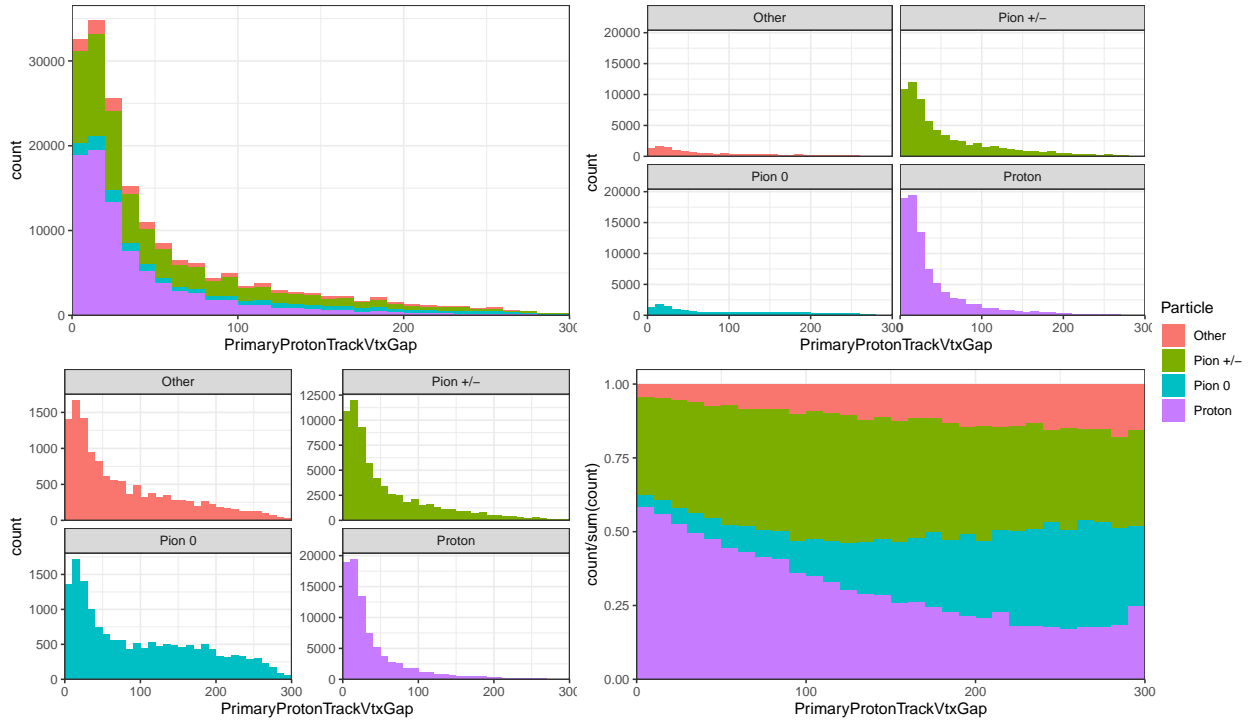 30000
20000
10000
0
count
0
100
200
300
PrimaryProtonTrackVtxGap
Other
Pion +/−
20000
15000
10000
5000
0
Pion 0
Proton
20000
15000
10000
5000
0
count
0
100
200
300
0
100
200
300
PrimaryProtonTrackVtxGap
Particle
Other
Pion +/−
Pion 0
Proton
Other
Pion +/−
1500
1000
500
0
12500
10000
7500
5000
2500
0
Pion 0
Proton
1500
1000
500
0
20000
15000
10000
5000
0
count
0
100
200
300
0
100
200
300
PrimaryProtonTrackVtxGap
1.00
0.75
0.50
0.25
0.00
count/sum(count)
0
100
200
300
PrimaryProtonTrackVtxGap